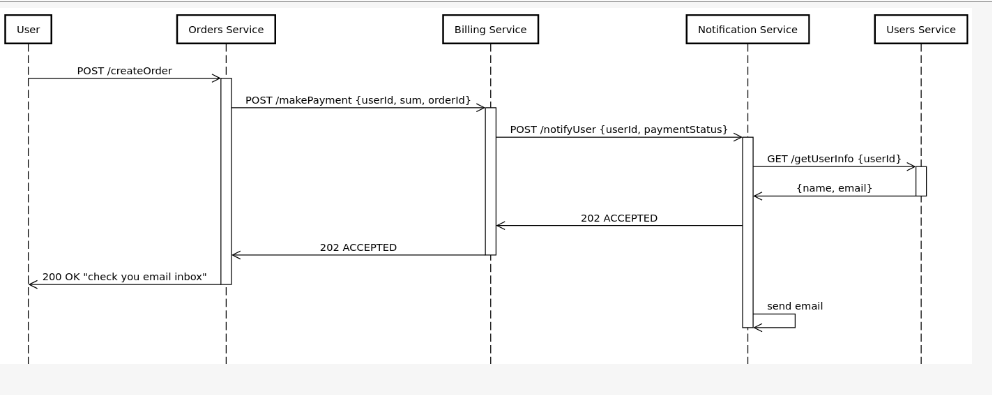 User
Orders Service
Billing Service
Notification Service
Users Service
POST /createOrder
POST /makePayment {userId, sum, orderId}
POST /notifyUser {userId, paymentStatus}
GET /getUserInfo {userId}
{name, email}
202 ACCEPTED
202 ACCEPTED
200 OK "check you email inbox"
send email